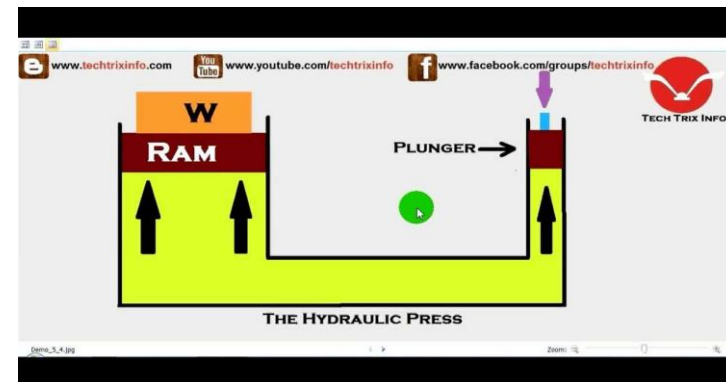 www.techtrixinfo.com
You
Tube
www.youtube.com/techtrixinfo
f
www.facebook.com/groups/techtrixinfo
TECH TRIX INFO
W
RAM
PLUNGER
THE HYDRAULIC PRESS
Demo_5_4.jpg
Zoom: